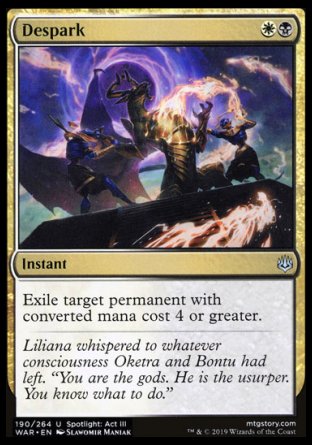 Despark
Instant
Exile target permanent with
converted mana cost 4 or greater.
Liliana whispered to whatever
consciousness Oketra and Bontu had
left. “You are the gods. He is the usurper.
You know what to do.”
190/264 U Spotlight: Act III
mtgstory.com
WAR • EN Slawomir Maniak
™ & © 2019 Wizards of the Coast